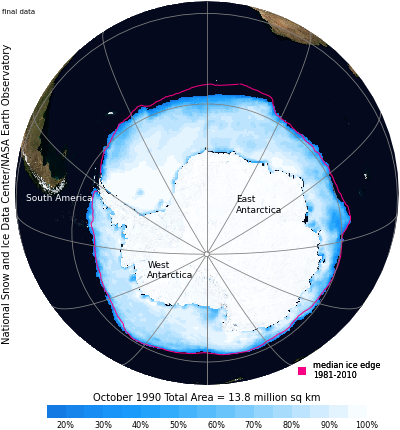 final data
National Snow and Ice Data Center/NASA Earth Observatory
South America
East
Antarctica
West
Antarctica
median ice edge
1981-2010
October 1990 Total Area = 13.8 million sq km
20% 30% 40% 50% 60% 70% 80% 90% 100%